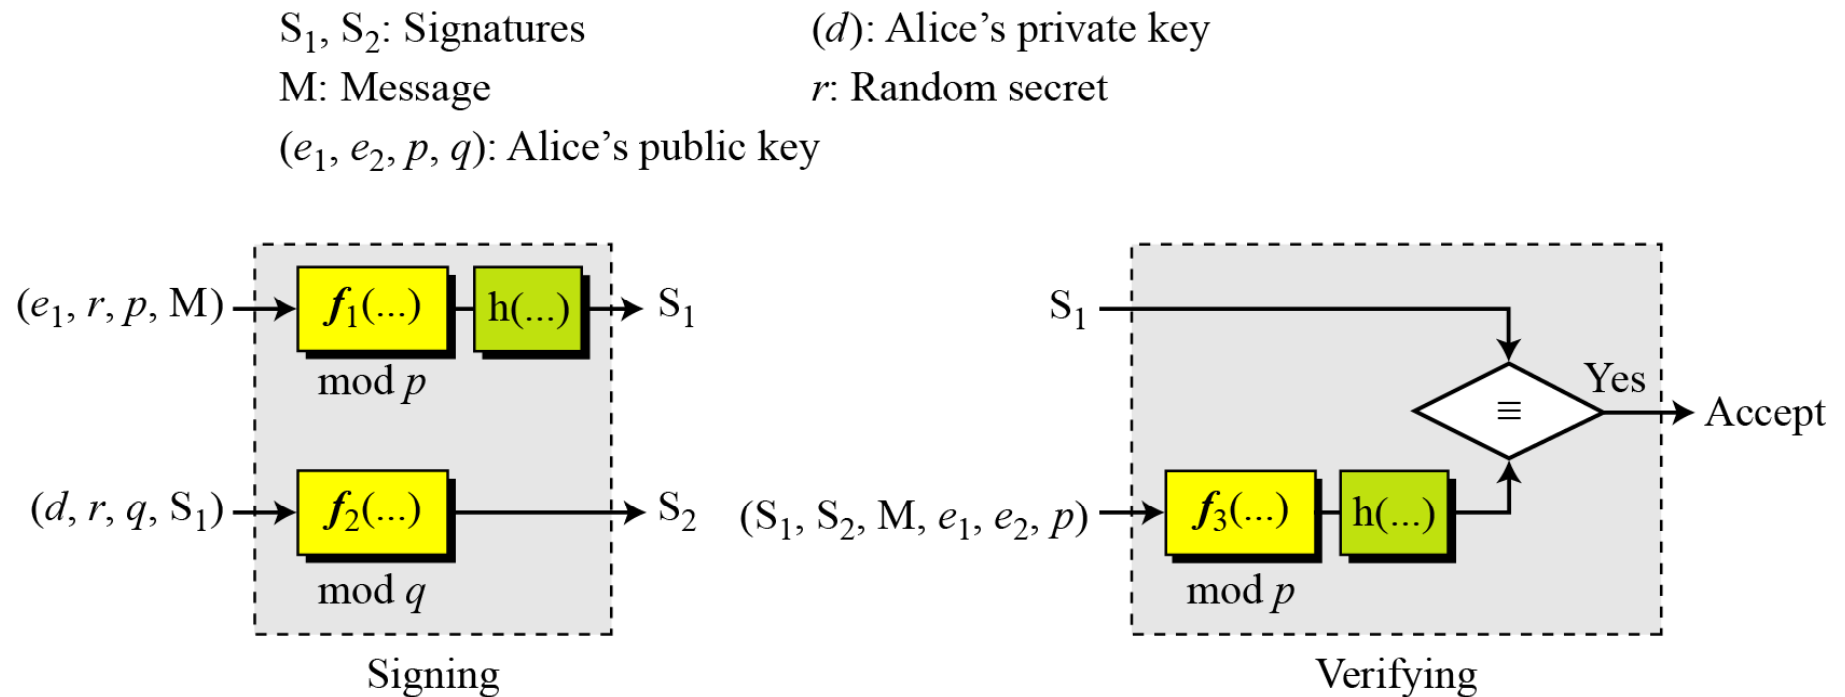 S₁, S₂: Signatures
(d): Alice’s private key
M: Message
r: Random secret
(e₁, e₂, p, q): Alice’s public key
(e₁, r, p, M)
f₁(...)
h(...)
S₁
mod p
(d, r, q, S₁)
f₂(...)
S₂
mod q
Signing
S₁
≡
Yes
Accept
(S₁, S₂, M, e₁, e₂, p)
f₃(...)
h(...)
mod p
Verifying